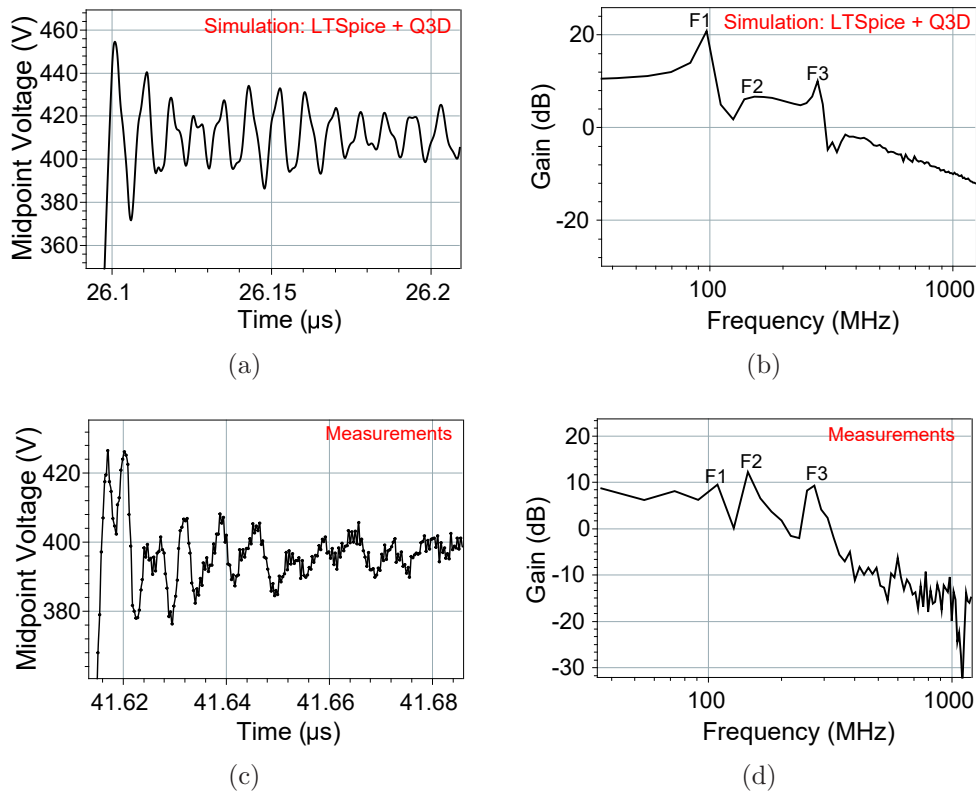 Simulation: LTSpice + Q3D
Midpoint Voltage (V)
460
440
420
400
380
360
26.1
26.15
26.2
Time (µs)
(a)
Simulation: LTSpice + Q3D
F1
F2
F3
Gain (dB)
20
0
-20
100
1000
Frequency (MHz)
(b)
Measurements
Midpoint Voltage (V)
420
400
380
41.62
41.64
41.66
41.68
Time (µs)
(c)
Measurements
F1
F2
F3
Gain (dB)
20
10
0
-10
-20
-30
100
1000
Frequency (MHz)
(d)